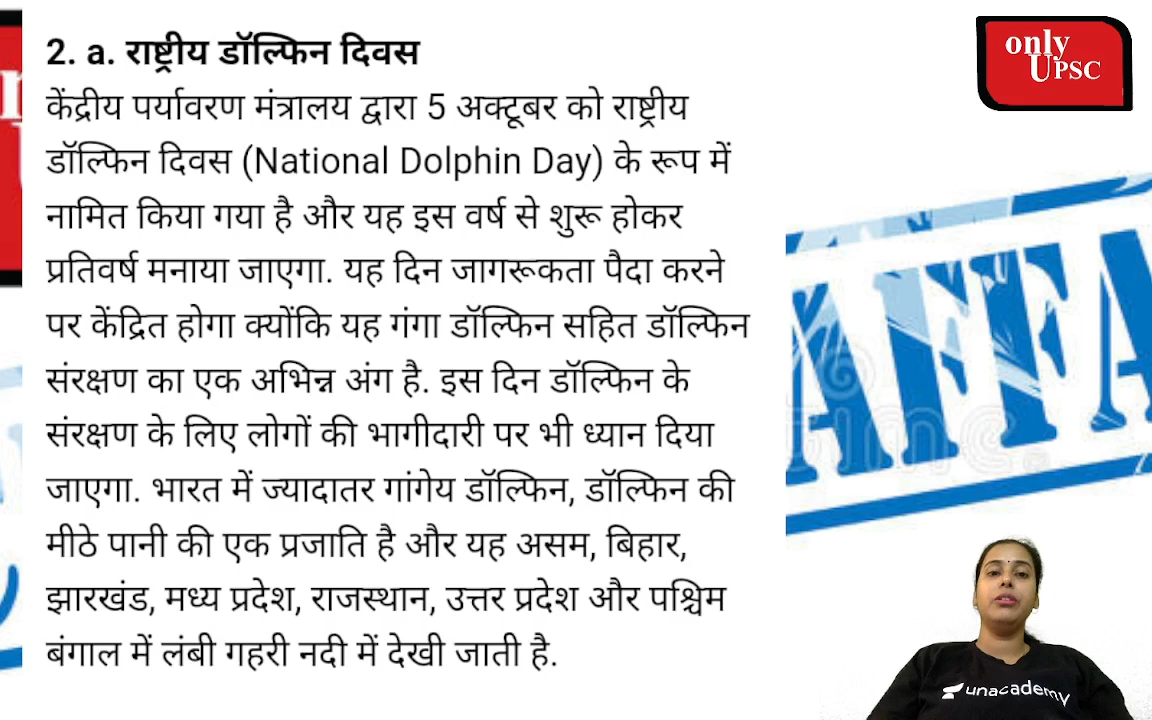 2. a. राष्ट्रीय डॉल्फिन दिवस
केंद्रीय पर्यावरण मंत्रालय द्वारा 5 अक्टूबर को राष्ट्रीय
डॉल्फिन दिवस (National Dolphin Day) के रूप में
नामित किया गया है और यह इस वर्ष से शुरू होकर
प्रतिवर्ष मनाया जाएगा. यह दिन जागरूकता पैदा करने
पर केंद्रित होगा क्योंकि यह गंगा डॉल्फिन सहित डॉल्फिन
संरक्षण का एक अभिन्न अंग है. इस दिन डॉल्फिन के
संरक्षण के लिए लोगों की भागीदारी पर भी ध्यान दिया
जाएगा. भारत में ज्यादातर गांगेय डॉल्फिन, डॉल्फिन की
मीठे पानी की एक प्रजाति है और यह असम, बिहार,
झारखंड, मध्य प्रदेश, राजस्थान, उत्तर प्रदेश और पश्चिम
बंगाल में लंबी गहरी नदी में देखी जाती है.
only
UPSC
AFFA
unacademy